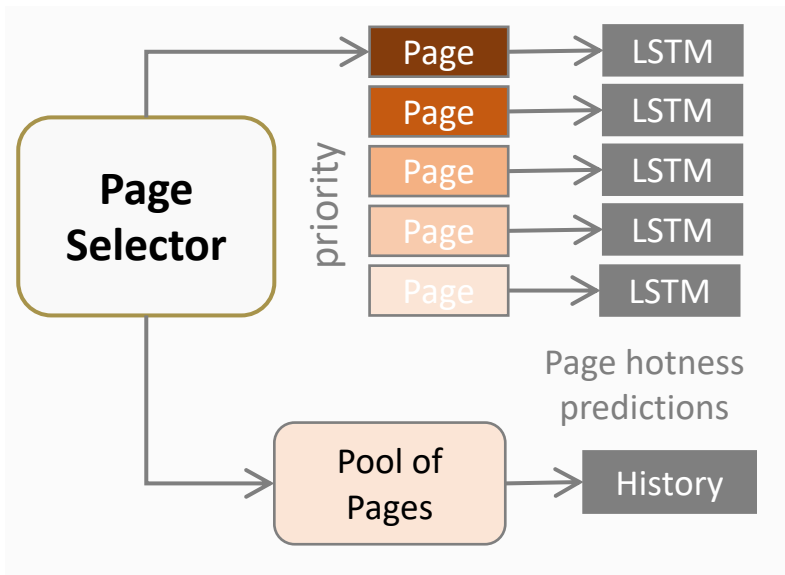 Page
Selector
priority
Page
LSTM
Page
LSTM
Page
LSTM
Page
LSTM
Page
LSTM
Page hotness
predictions
Pool of
Pages
History